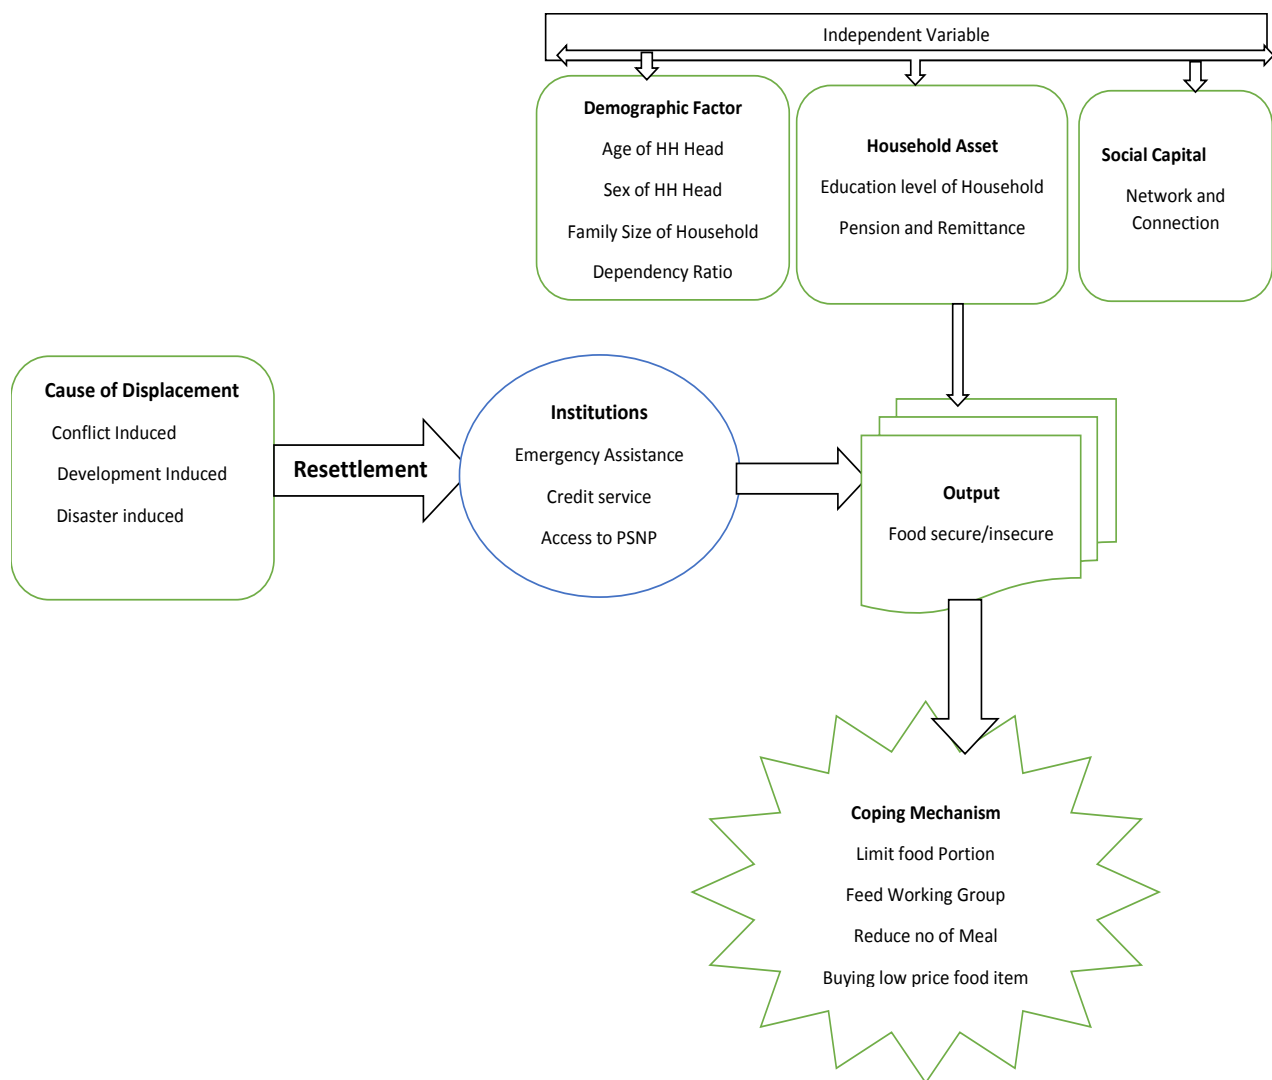 Independent Variable
Demographic Factor
Age of HH Head
Sex of HH Head
Family Size of Household
Dependency Ratio
Household Asset
Education level of Household
Pension and Remittance
Social Capital
Network and
Connection
Cause of Displacement
Conflict Induced
Development Induced
Disaster induced
Resettlement
Institutions
Emergency Assistance
Credit service
Access to PSNP
Output
Food secure/insecure
Coping Mechanism
Limit food Portion
Feed Working Group
Reduce no of Meal
Buying low price food item